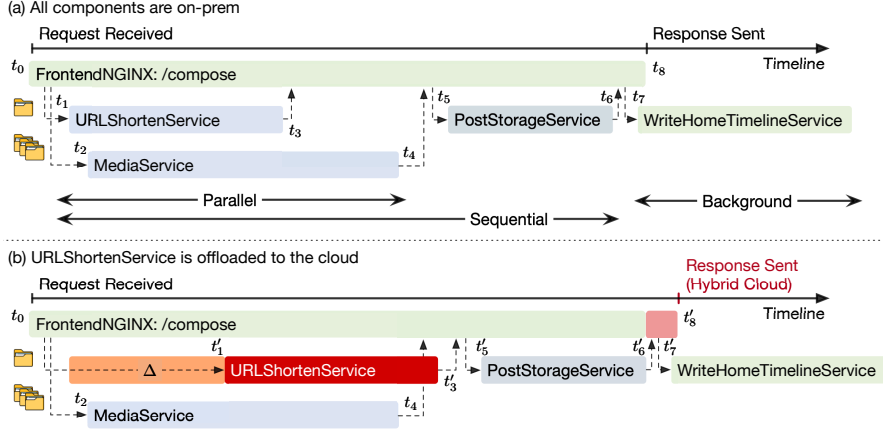 (a) All components are on-prem
Request Received
Response Sent
Timeline
t₀
FrontendNGINX: /compose
t₈
t₁
t₅
t₆
t₇
URLShortenService
t₃
PostStorageService
WriteHomeTimelineService
t₂
MediaService
t₄
Parallel
Background
Sequential
(b) URLShortenService is offloaded to the cloud
Request Received
Response Sent
(Hybrid Cloud)
Timeline
t₀
FrontendNGINX: /compose
t′₈
t′₁
t′₅
t′₆
t′₇
Δ
URLShortenService
t′₃
PostStorageService
WriteHomeTimelineService
t₂
MediaService
t₄